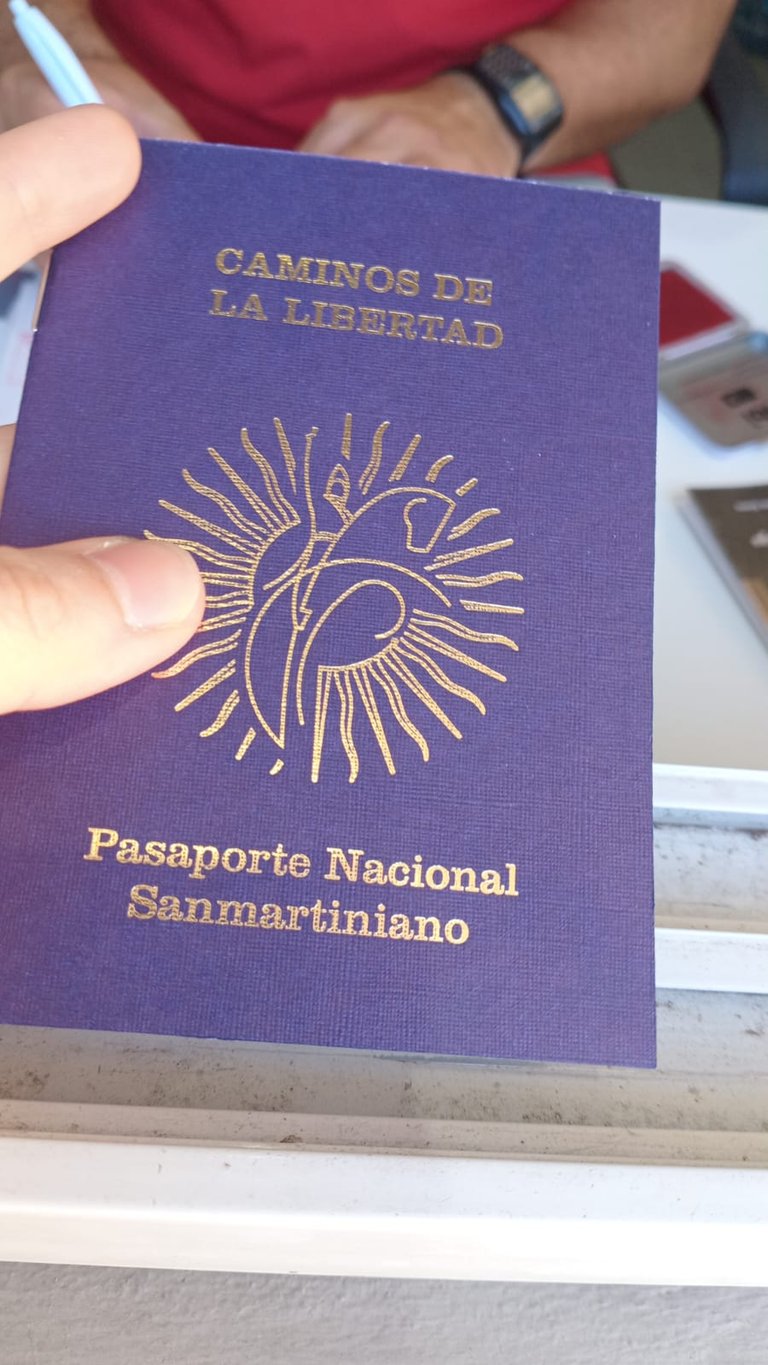 CAMINOS DE
LA LIBERTAD
Pasaporte Nacional
Sanmartiniano